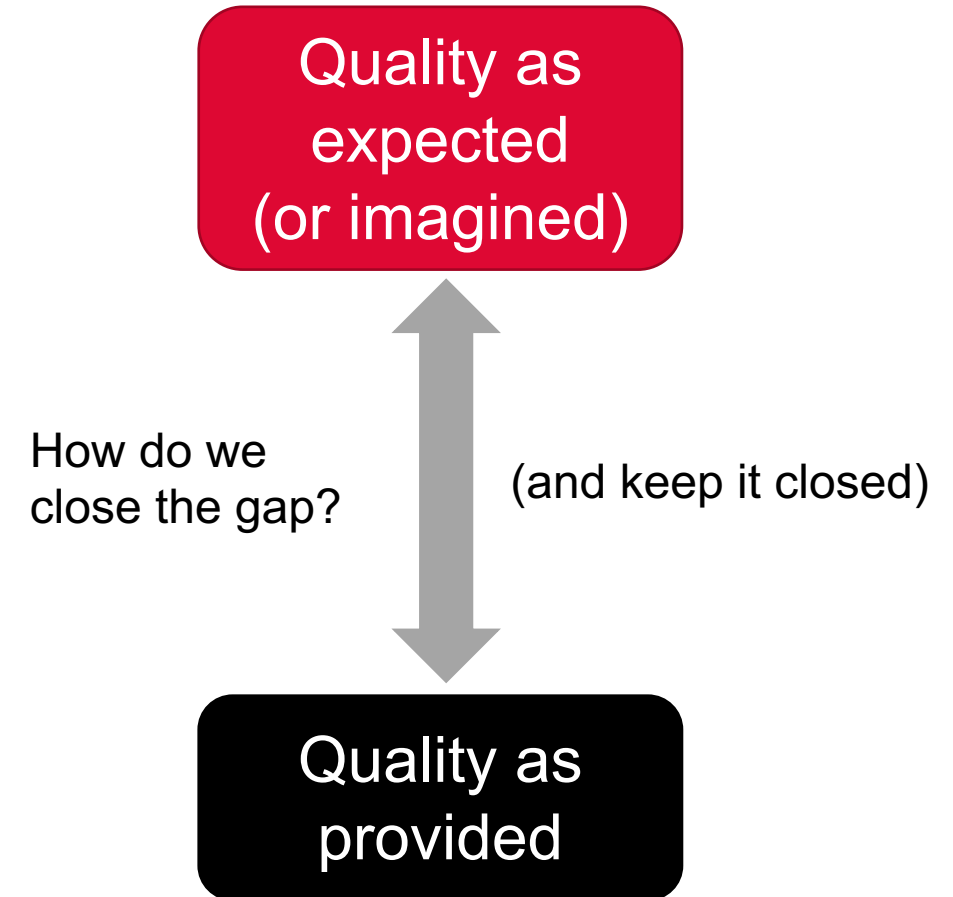 Quality as
expected
(or imagined)
How do we
close the gap?
(and keep it closed)
Quality as
provided